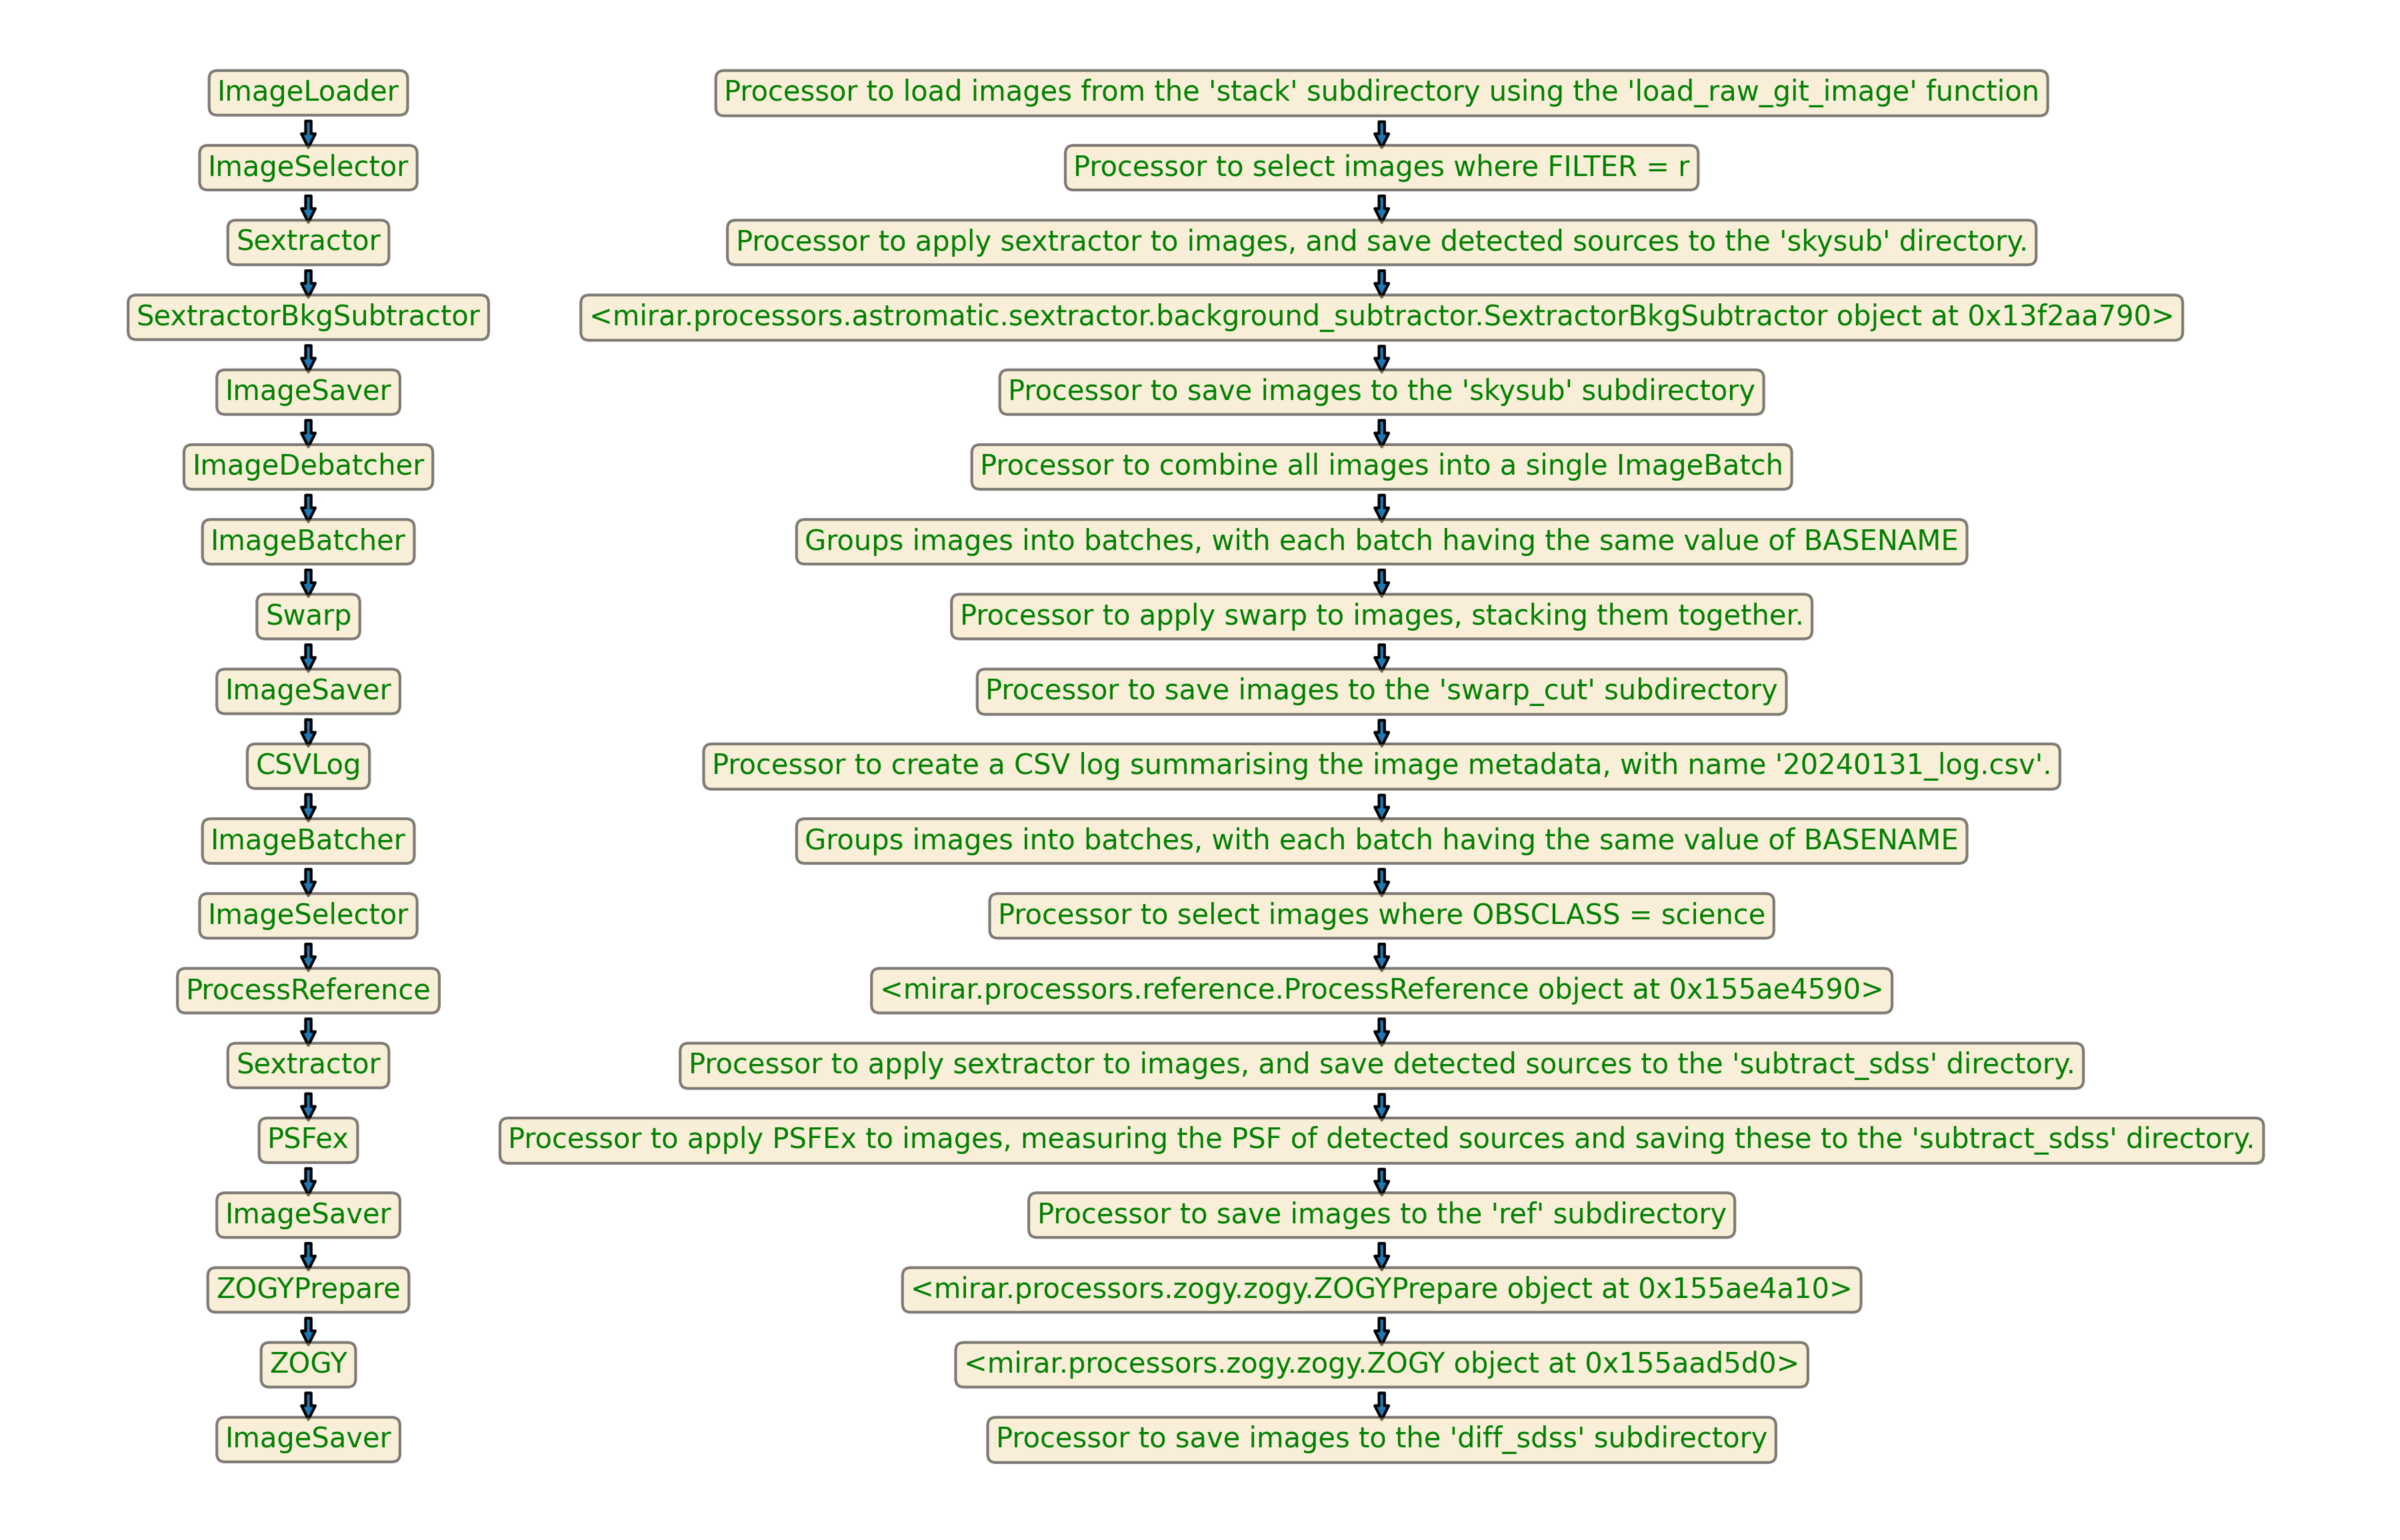 ImageLoader
Processor to load images from the 'stack' subdirectory using the 'load_raw_git_image' function
ImageSelector
Processor to select images where FILTER = r
Sextractor
Processor to apply sextractor to images, and save detected sources to the 'skysub' directory.
SextractorBkgSubtractor
<mirar.processors.astromatic.sextractor.background_subtractor.SextractorBkgSubtractor object at 0x13f2aa790>
ImageSaver
Processor to save images to the 'skysub' subdirectory
ImageDebatcher
Processor to combine all images into a single ImageBatch
ImageBatcher
Groups images into batches, with each batch having the same value of BASENAME
Swarp
Processor to apply swarp to images, stacking them together.
ImageSaver
Processor to save images to the 'swarp_cut' subdirectory
CSVLog
Processor to create a CSV log summarising the image metadata, with name '20240131_log.csv'.
ImageBatcher
Groups images into batches, with each batch having the same value of BASENAME
ImageSelector
Processor to select images where OBSCLASS = science
ProcessReference
<mirar.processors.reference.ProcessReference object at 0x155ae4590>
Sextractor
Processor to apply sextractor to images, and save detected sources to the 'subtract_sdss' directory.
PSFex
Processor to apply PSFEx to images, measuring the PSF of detected sources and saving these to the 'subtract_sdss' directory.
ImageSaver
Processor to save images to the 'ref' subdirectory
ZOGYPrepare
<mirar.processors.zogy.zogy.ZOGYPrepare object at 0x155ae4a10>
ZOGY
<mirar.processors.zogy.zogy.ZOGY object at 0x155aad5d0>
ImageSaver
Processor to save images to the 'diff_sdss' subdirectory